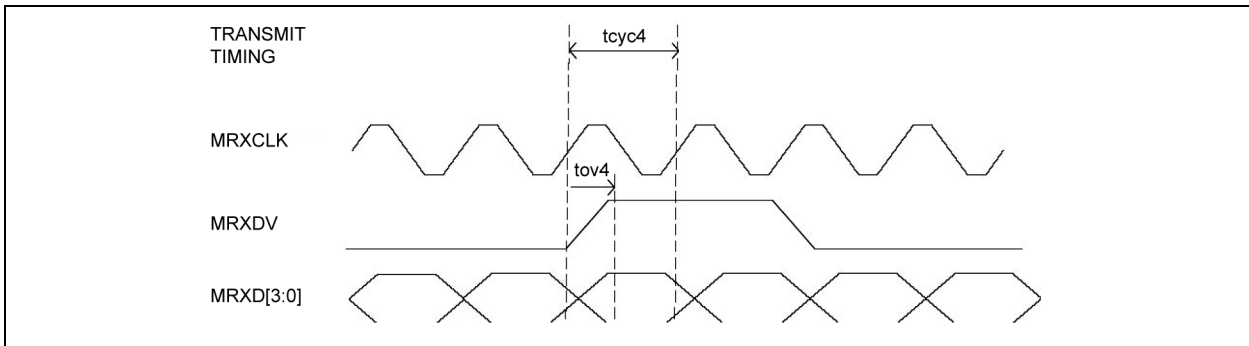 TRANSMIT
TIMING
tcyc4
MRXCLK
tov4
MRXDV
MRXD[3:0]